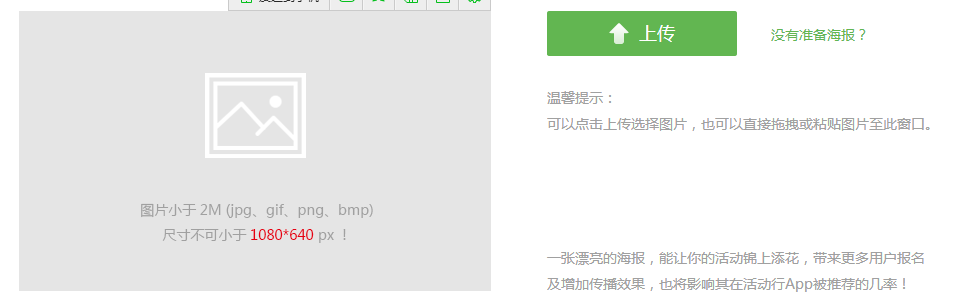 上传
没有准备海报？
温馨提示：
可以点击上传选择图片，也可以直接拖拽或粘贴图片至此窗口。
图片小于 2M (jpg、gif、png、bmp)
尺寸不可小于 1080*640 px ！
一张漂亮的海报，能让你的活动锦上添花，带来更多用户报名
及增加传播效果，也将影响其在活动行App被推荐的几率！